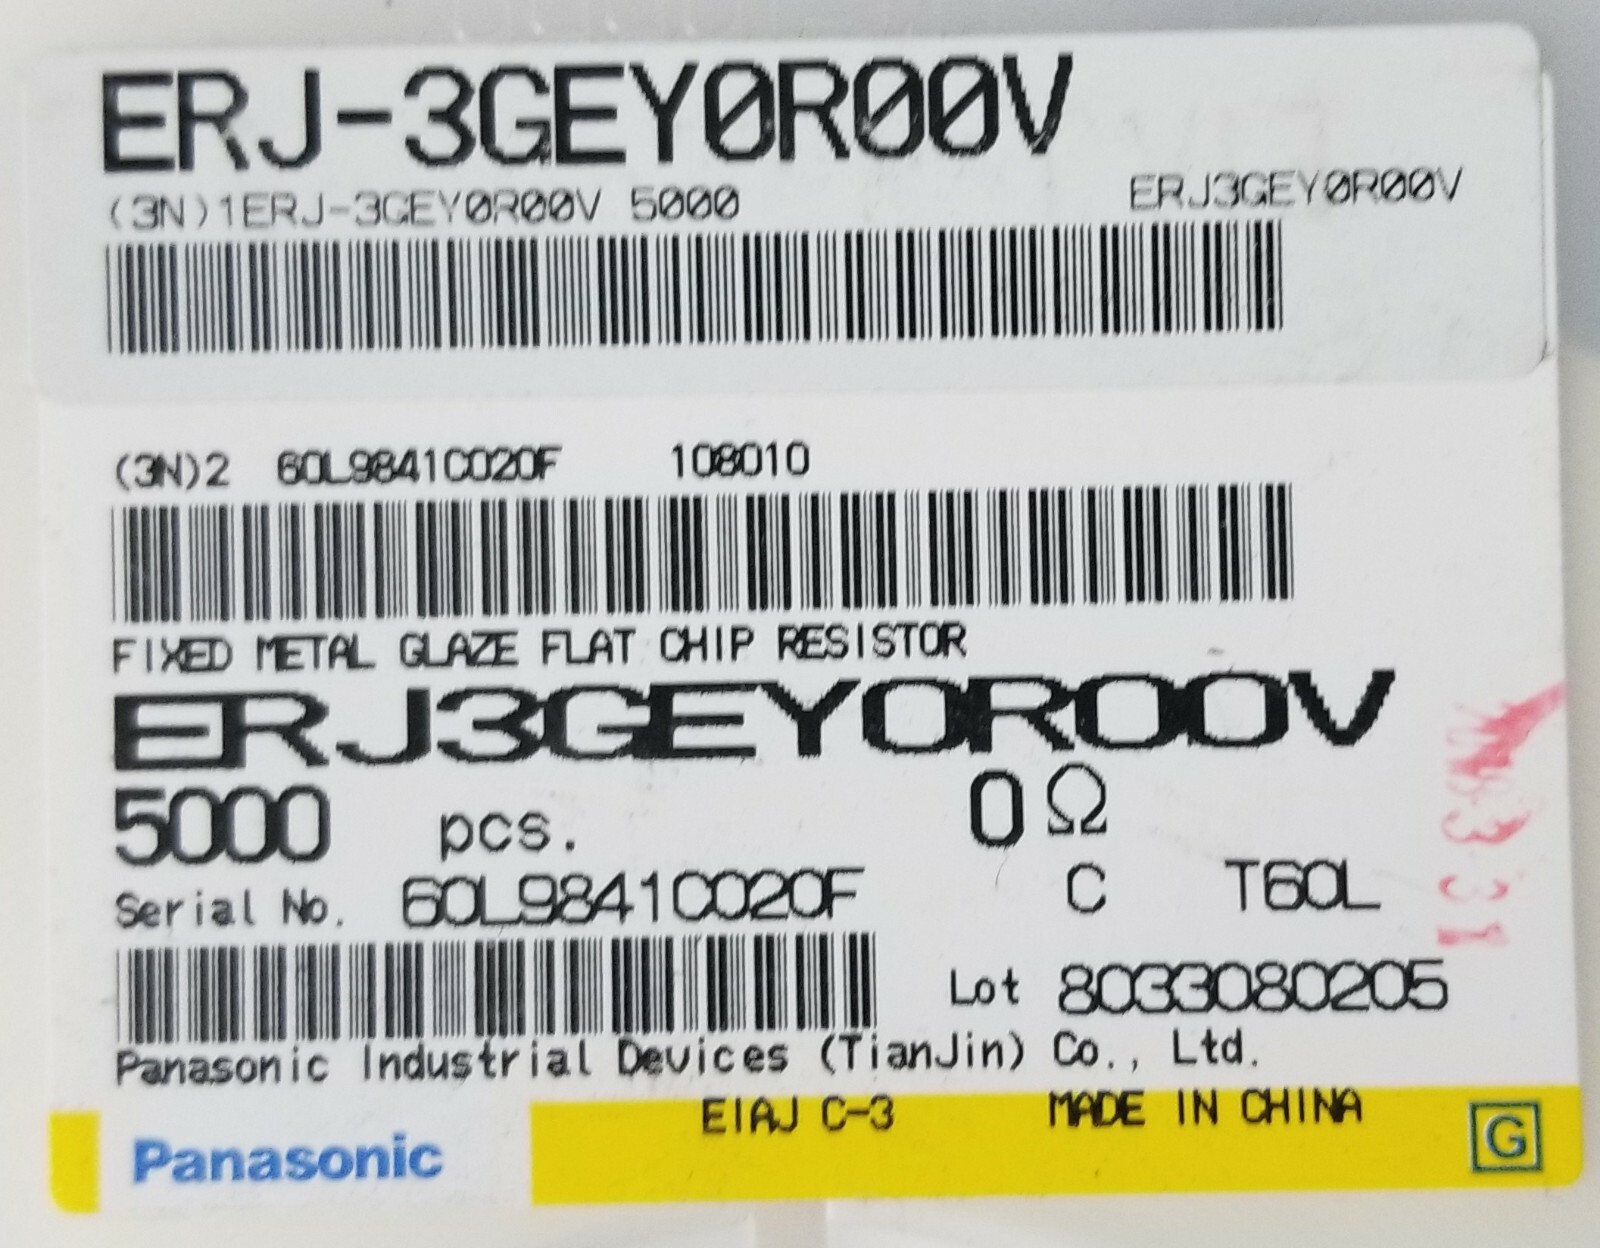 ERJ-3GEY0R00V
(3N)1ERJ-3GEY0R00V 5000 ERJ3GEY0R00V
(3N)2 60L9841C020F 108010
FIXED METAL GLAZE FLAT CHIP RESISTOR
ERJ3GEY0R00V
5000 pcs. 0 Ω
Serial No. 60L9841C020F C T60L
Lot 8033080205
Panasonic Industrial Devices (TianJin) Co., Ltd.
EIAJ C-3 MADE IN CHINA
Panasonic G